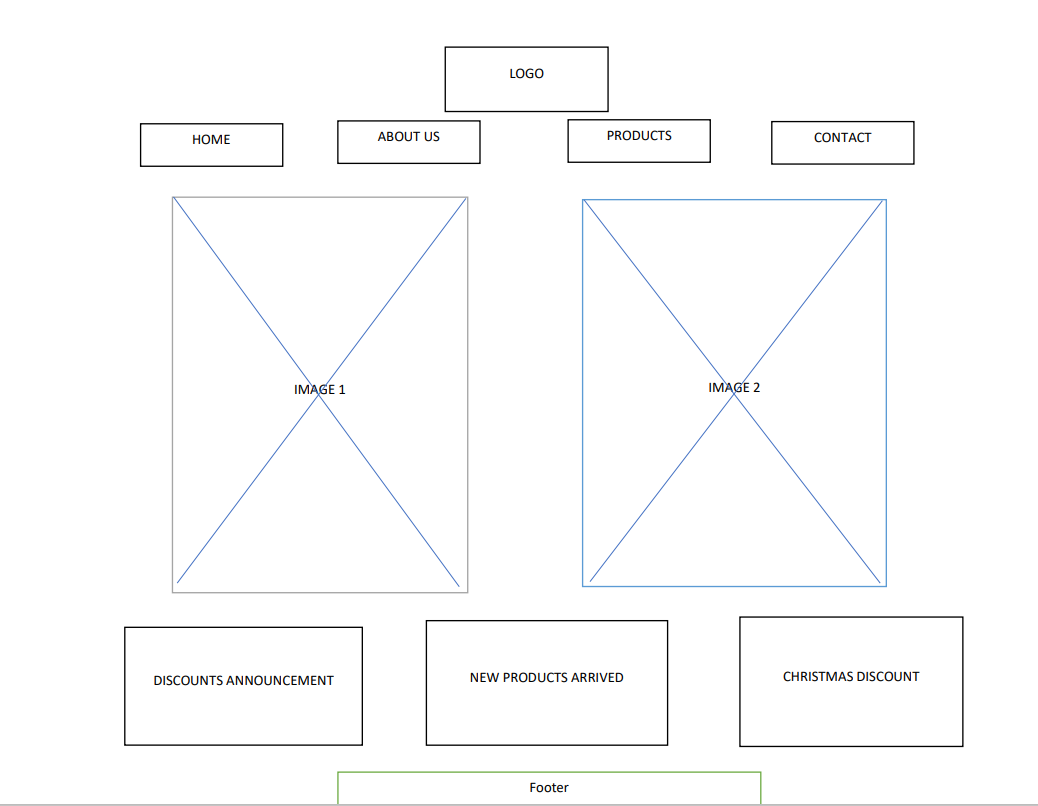 LOGO
HOME
ABOUT US
PRODUCTS
CONTACT
IMAGE 1
IMAGE 2
DISCOUNTS ANNOUNCEMENT
NEW PRODUCTS ARRIVED
CHRISTMAS DISCOUNT
Footer